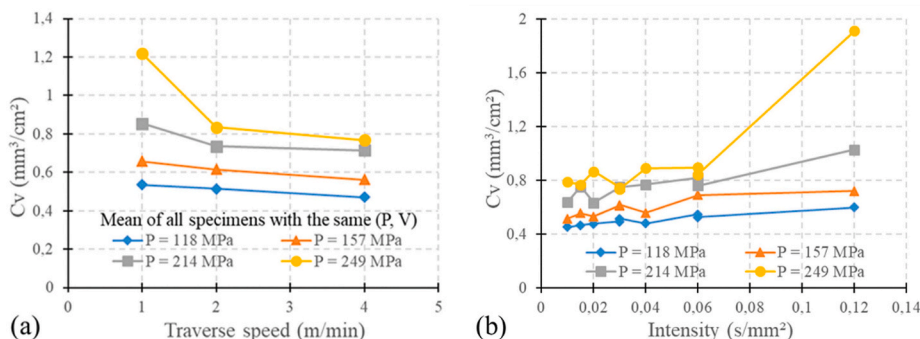 1,4
1,2
1
0,8
0,6
0,4
0,2
0
Cv (mm³/cm²)
Mean of all specimens with the same (P, V)
P = 118 MPa
P = 157 MPa
P = 214 MPa
P = 249 MPa
0 1 2 3 4 5
Traverse speed (m/min)
(a)
2
1,6
1,2
0,8
0,4
0
Cv (mm³/cm²)
P = 118 MPa
P = 157 MPa
P = 214 MPa
P = 249 MPa
0 0,02 0,04 0,06 0,08 0,1 0,12 0,14
Intensity (s/mm²)
(b)